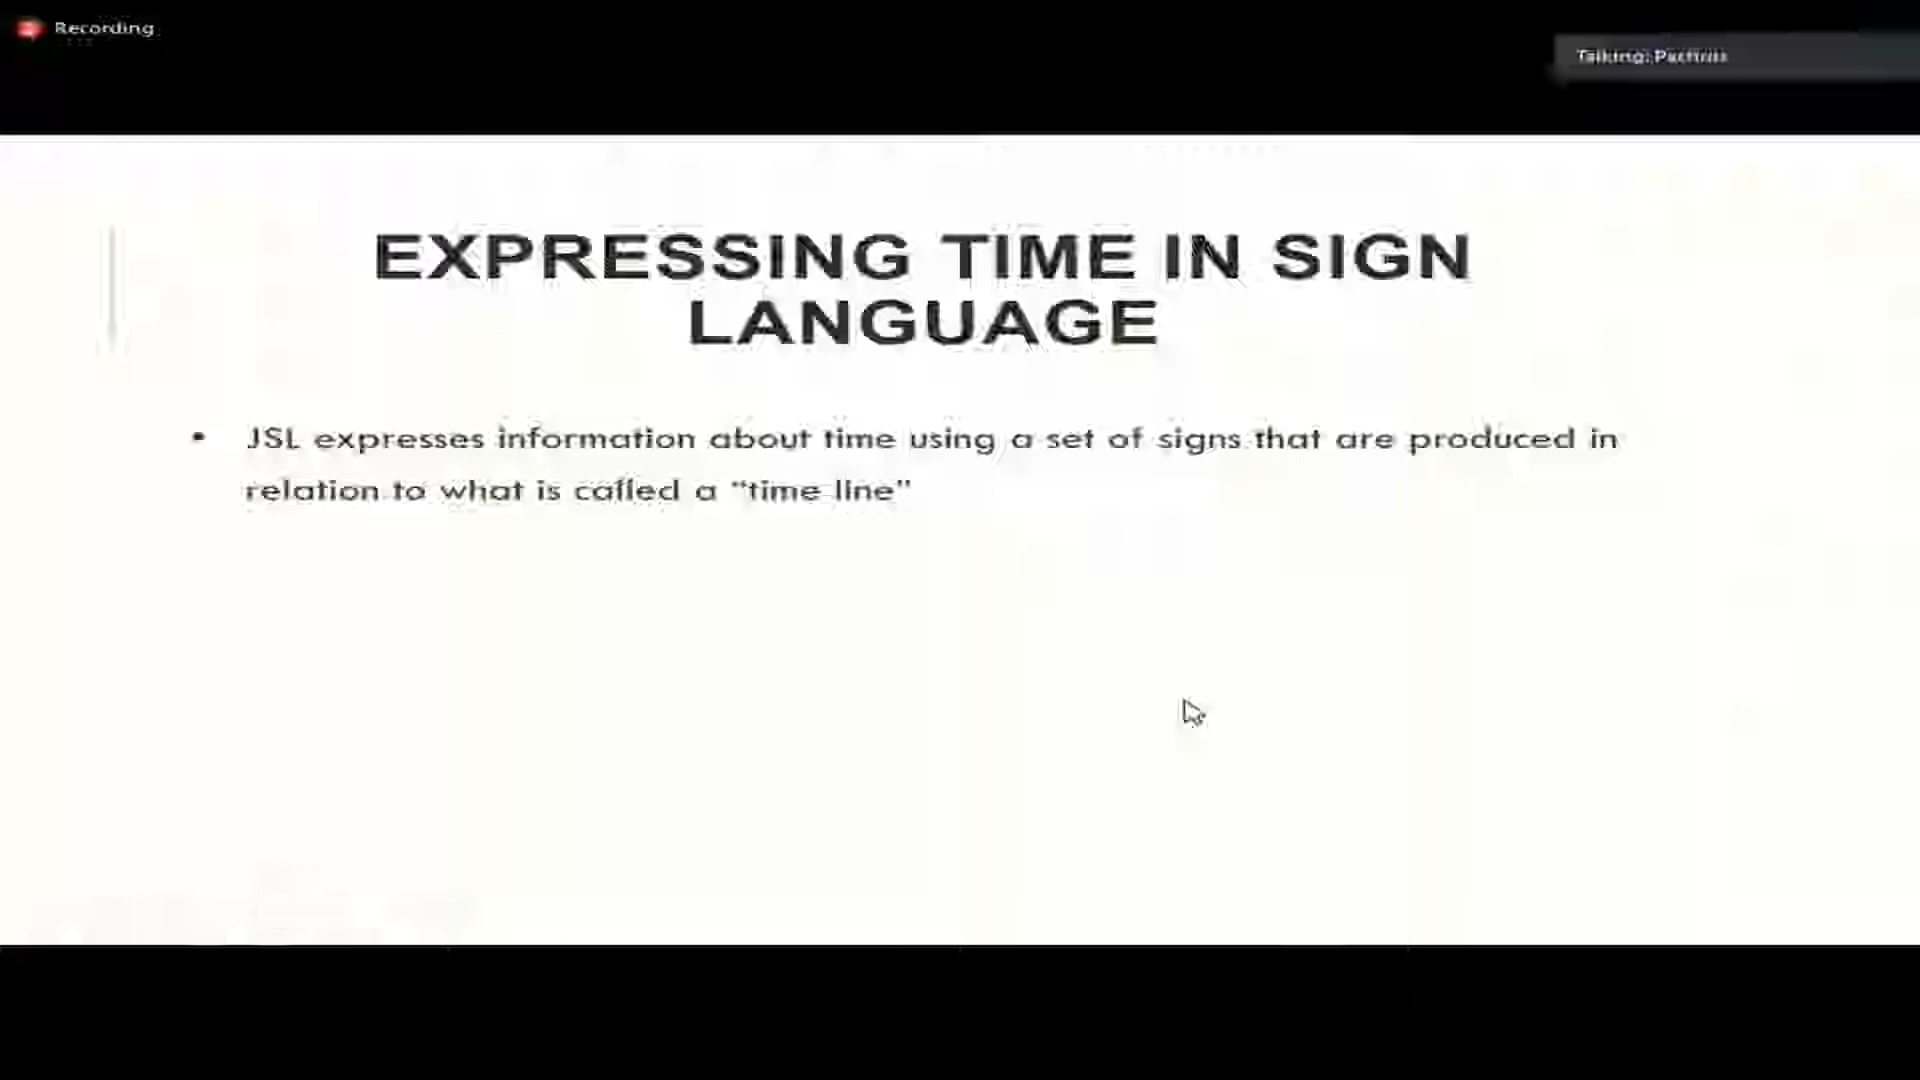 Recording
Talking:
EXPRESSING TIME IN SIGN
LANGUAGE
• JSL expresses information about time using a set of signs that are produced in
relation to what is called a “time line”